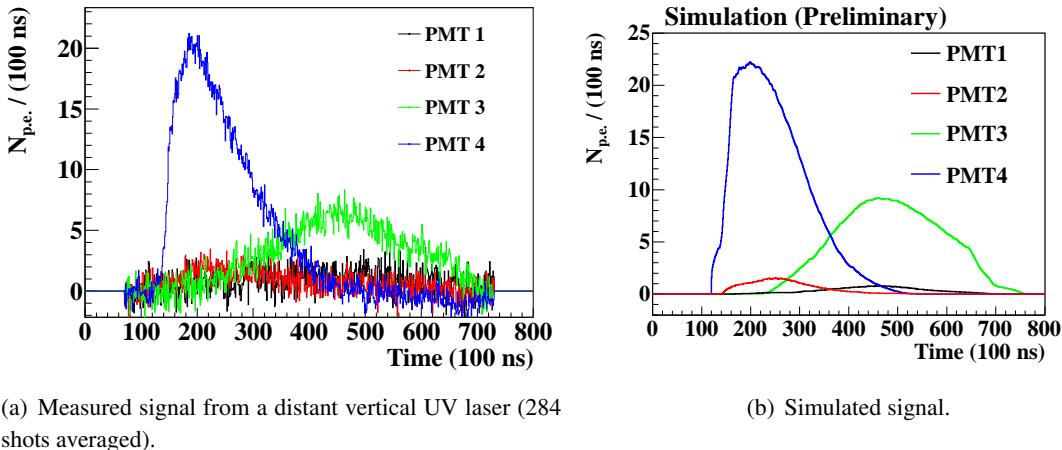 N_p.e. / (100 ns)
20
15
10
5
0
0 100 200 300 400 500 600 700 800
Time (100 ns)
PMT 1
PMT 2
PMT 3
PMT 4
Simulation (Preliminary)
N_p.e. / (100 ns)
25
20
15
10
5
0
0 100 200 300 400 500 600 700 800
Time (100 ns)
PMT1
PMT2
PMT3
PMT4
(a) Measured signal from a distant vertical UV laser (284
shots averaged).
(b) Simulated signal.